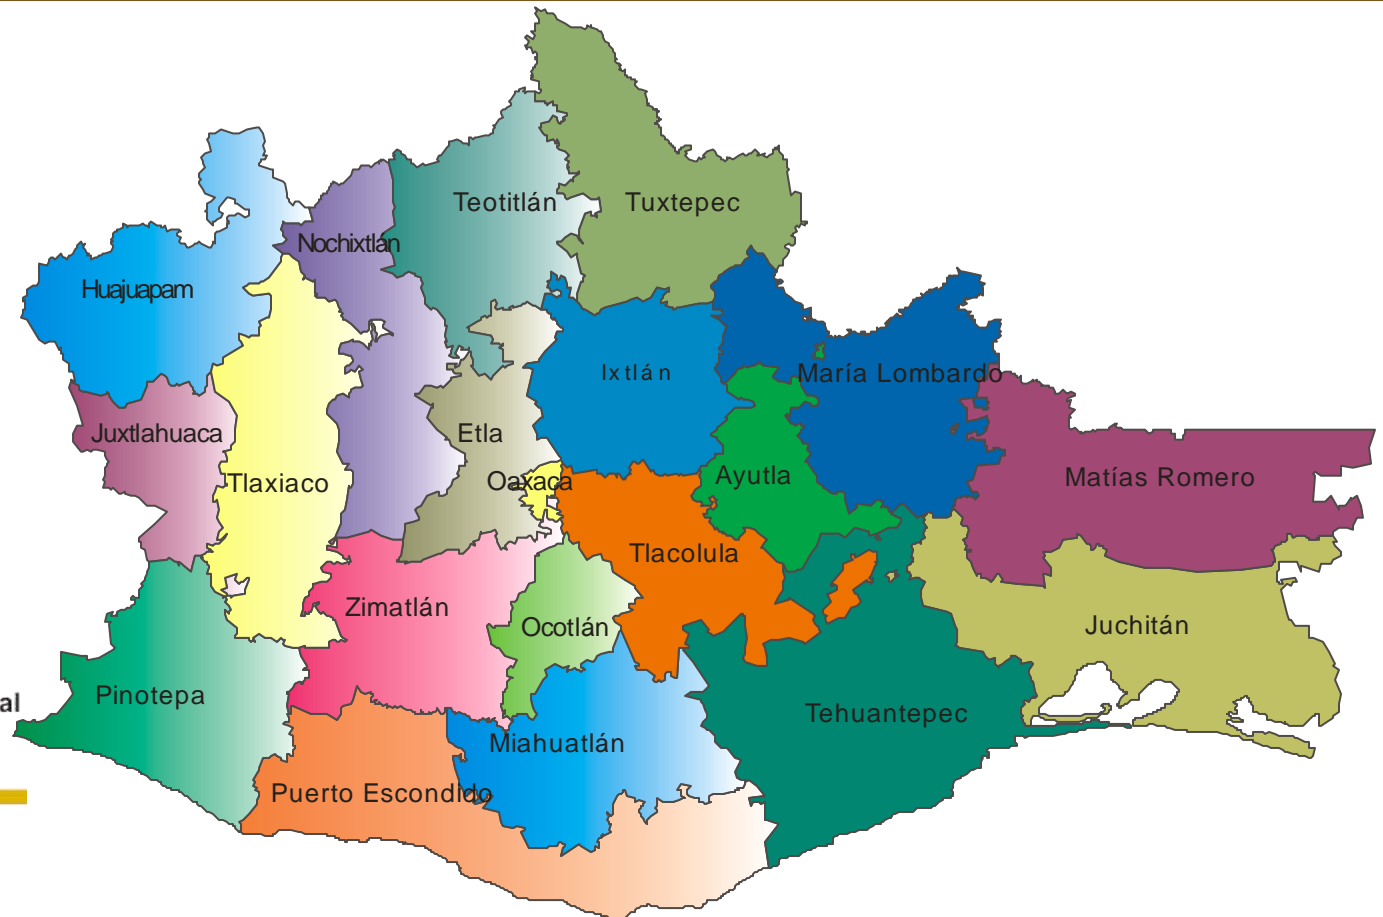 Teotitlán
Tuxtepec
Nochixtlán
Huajuapam
Ixtlán
María Lombardo
Juxtlahuaca
Etla
Tlaxiaco
Oaxaca
Ayutla
Matías Romero
Tlacolula
Zimatlán
Ocotlán
Juchitán
Pinotepa
al
Tehuantepec
Miahuatlán
Puerto Escondido